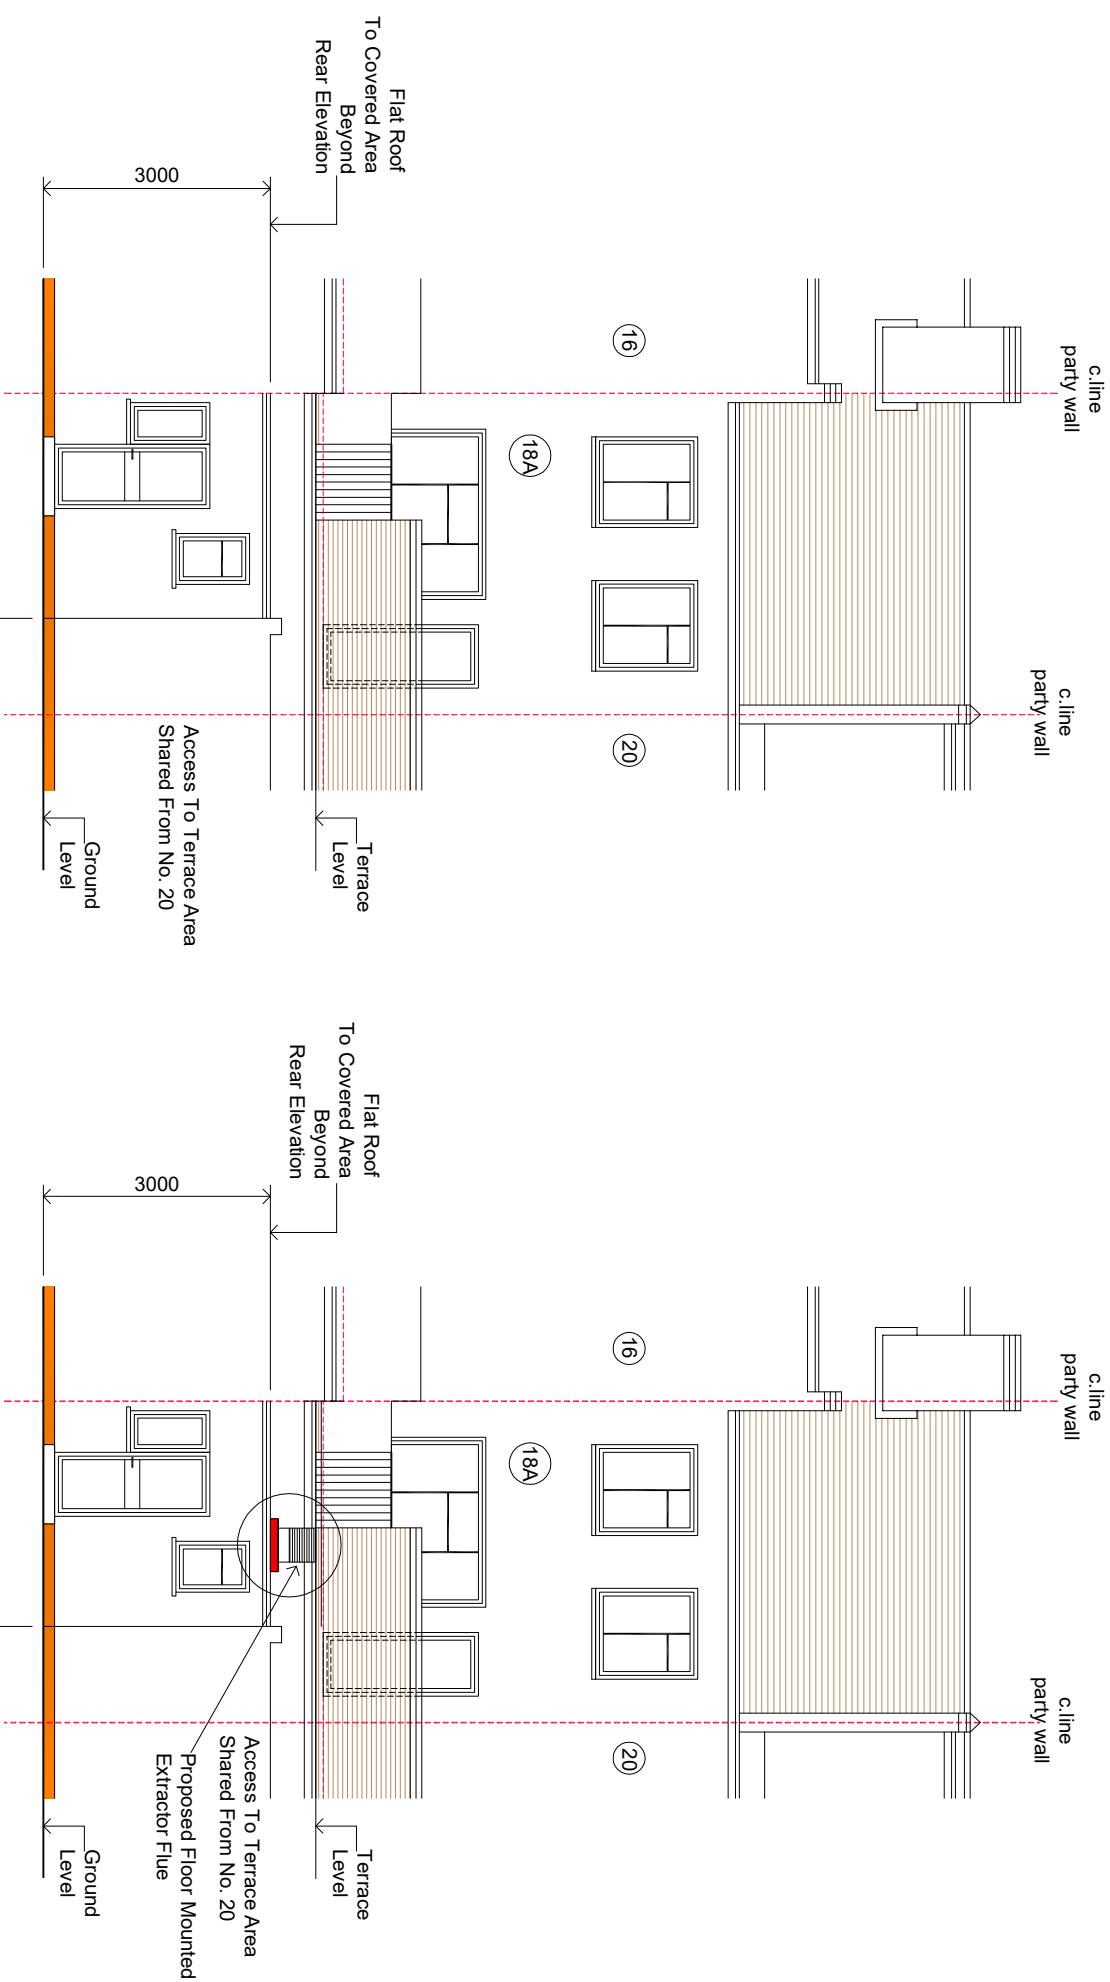 Flat Roof
To Covered Area
Beyond
Rear Elevation
3000
16
c.line
party wall
18A
c.line
party wall
20
Access To Terrace Area
Shared From No. 20
Terrace
Level
Ground
Level
Flat Roof
To Covered Area
Beyond
Rear Elevation
3000
16
c.line
party wall
18A
c.line
party wall
20
Access To Terrace Area
Shared From No. 20
Proposed Floor Mounted
Extractor Flue
Terrace
Level
Ground
Level